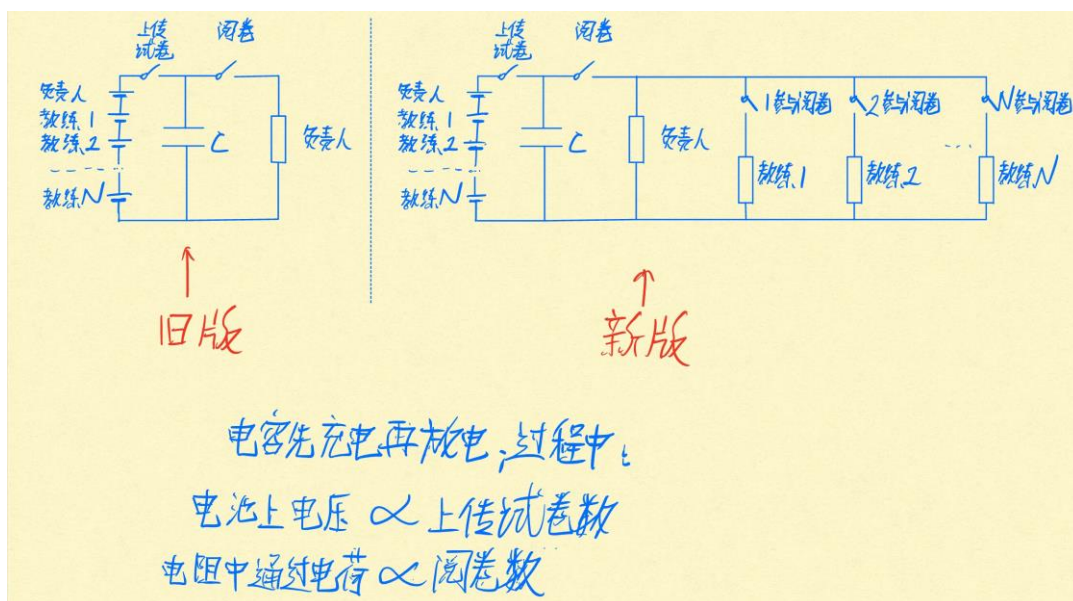 上传
试卷
阅卷
负责人
教练1
教练2
教练N
C
负责人
旧版
上传
试卷
阅卷
负责人
教练1
教练2
教练N
C
负责人
1参与阅卷
教练1
2参与阅卷
教练2
...
N参与阅卷
教练N
新版
电容先充电再放电,过程中:
电池上电压 ∝ 上传试卷数
电阻中通过电荷 ∝ 阅卷数